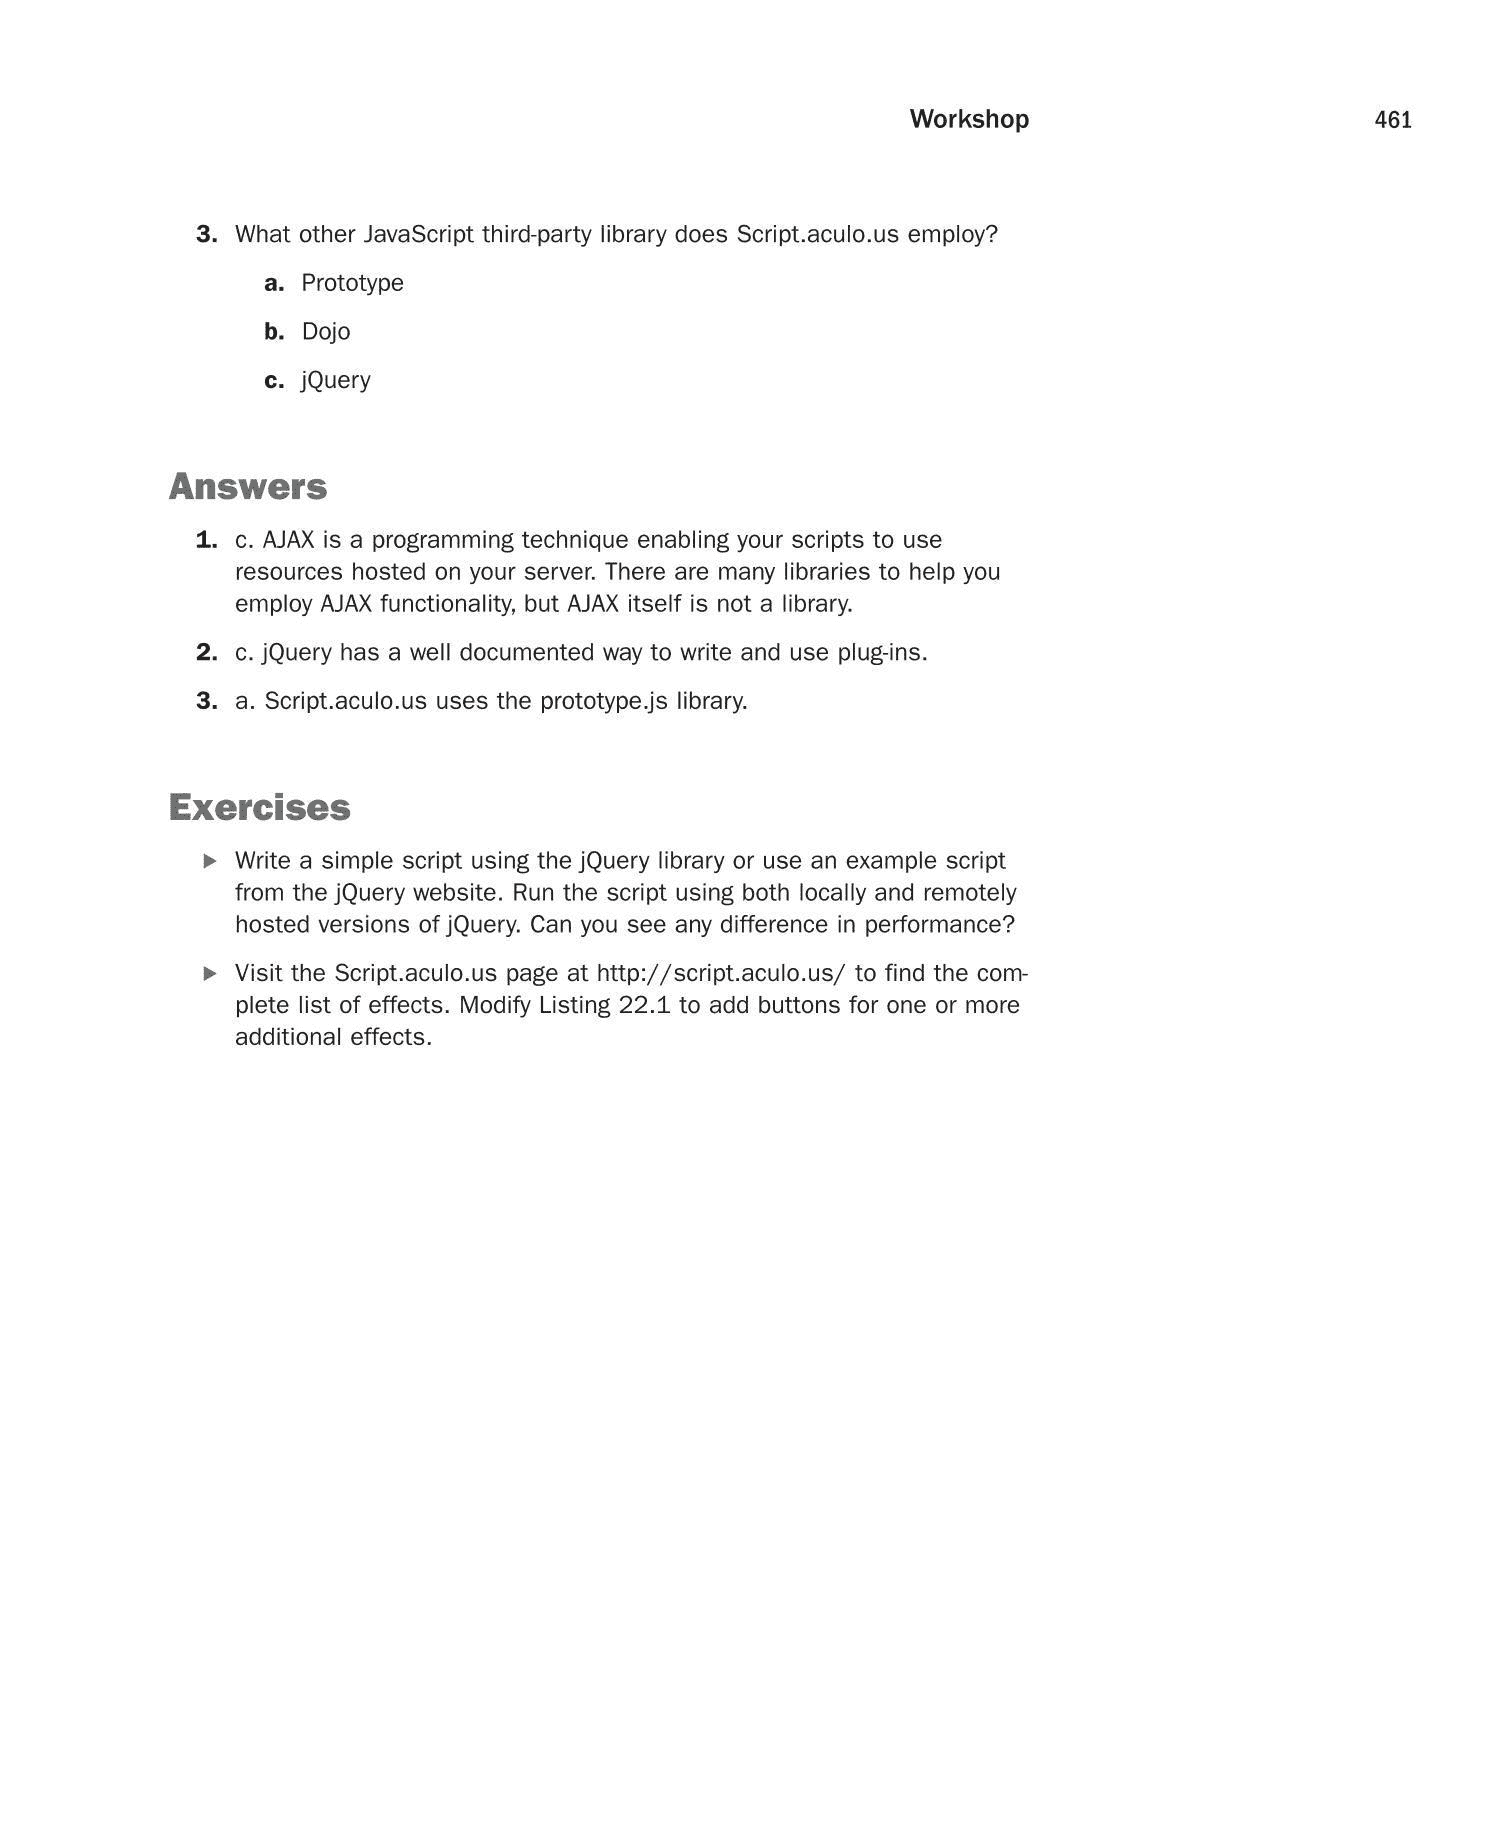 Workshop 461
3. What other JavaScript third-party library does Script.aculo.us employ?
a. Prototype
b. Dojo
c. jQuery
Answers
1. c. AJAX is a programming technique enabling your scripts to use
resources hosted on your server. There are many libraries to help you
employ AJAX functionality, but AJAX itself is not a library.
2. c. jQuery has a well documented way to write and use plug-ins.
3. a. Script.aculo.us uses the prototype.js library.
Exercises
▶ Write a simple script using the jQuery library or use an example script
from the jQuery website. Run the script using both locally and remotely
hosted versions of jQuery. Can you see any difference in performance?
▶ Visit the Script.aculo.us page at http://script.aculo.us/ to find the com-
plete list of effects. Modify Listing 22.1 to add buttons for one or more
additional effects.